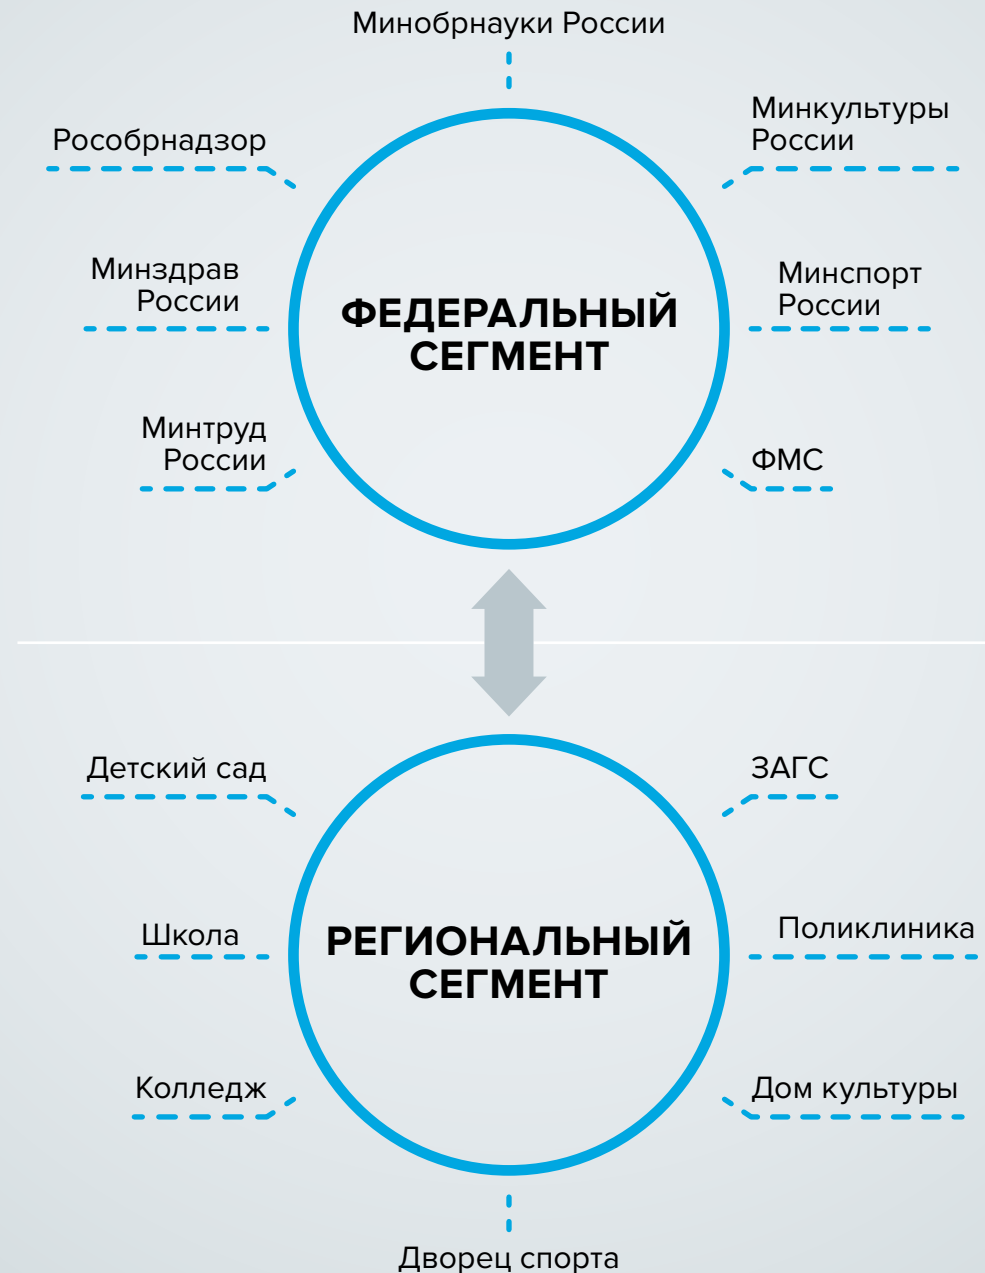 Минобрнауки России
Рособрнадзор
Минкультуры
России
Минздрав
России
ФЕДЕРАЛЬНЫЙ
СЕГМЕНТ
Минспорт
России
Минтруд
России
ФМС
Детский сад
ЗАГС
Школа
РЕГИОНАЛЬНЫЙ
СЕГМЕНТ
Поликлиника
Колледж
Дом культуры
Дворец спорта